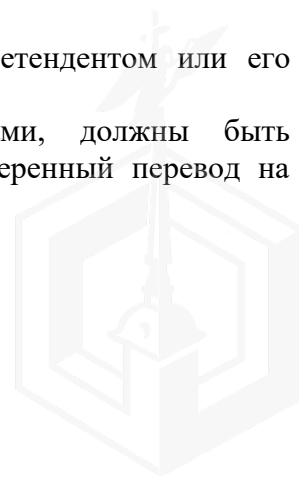 етендентом или его
ми, должны быть
еренный перевод на